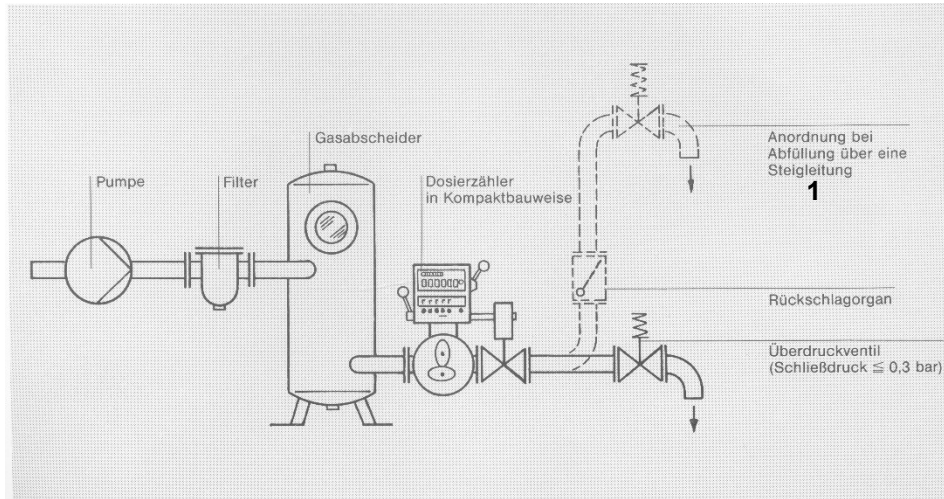 Gasabscheider
Pumpe
Filter
Dosierzähler
in Kompaktbauweise
Anordnung bei
Abfüllung über eine
Steigleitung
1
Rückschlagorgan
Überdruckventil
(Schließdruck ≦ 0,3 bar)